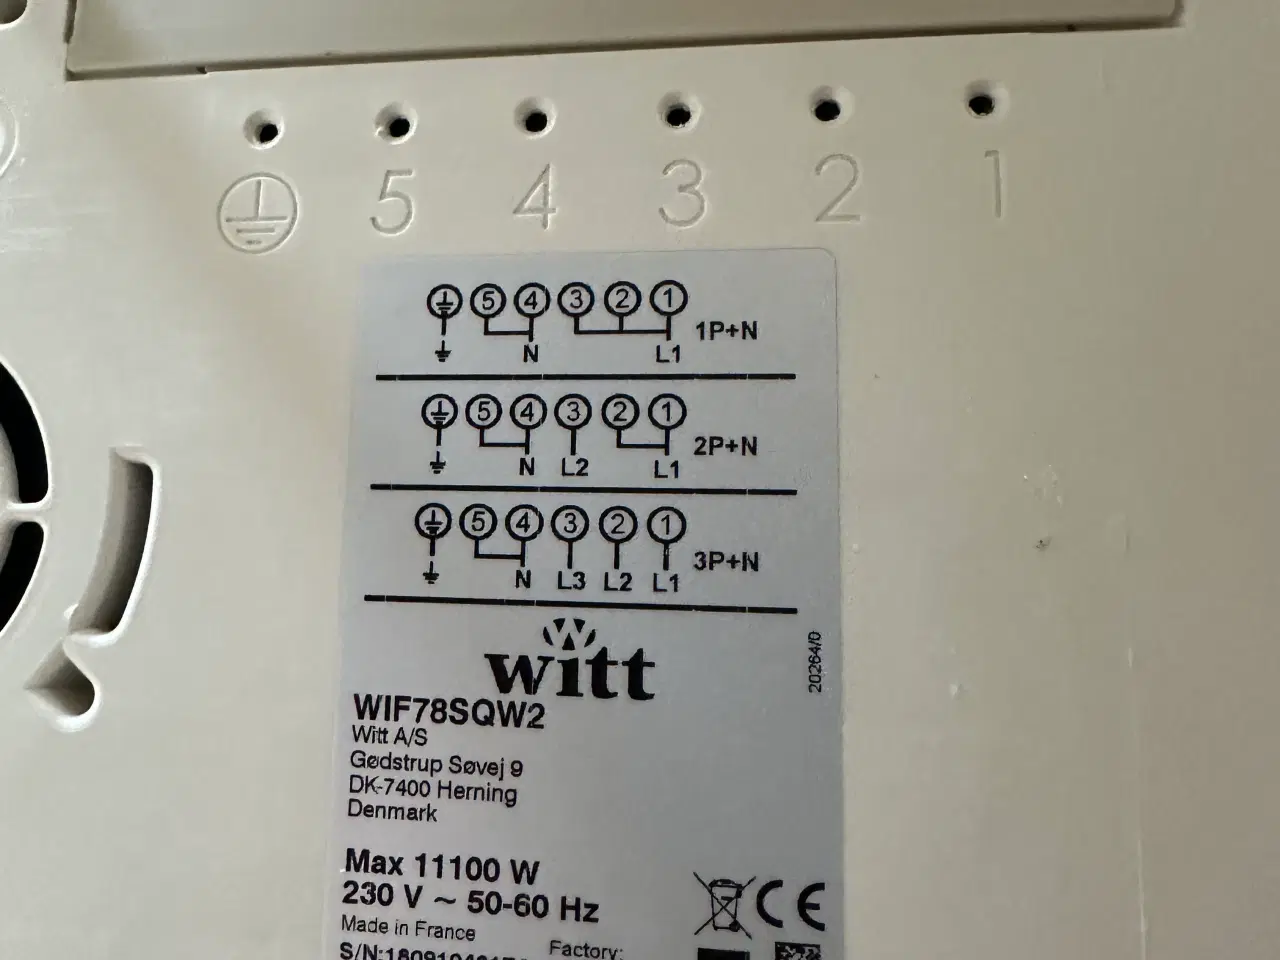 5 4 3 2 1
5 4 3 2 1
1P+N
N L1
5 4 3 2 1
2P+N
N L2 L1
5 4 3 2 1
3P+N
N L3 L2 L1
W
witt
20264/0
WIF78SQW2
Witt A/S
Gødstrup Søvej 9
DK-7400 Herning
Denmark
Max 11100 W
230 V ~ 50-60 Hz
CE
Made in France
Factory: